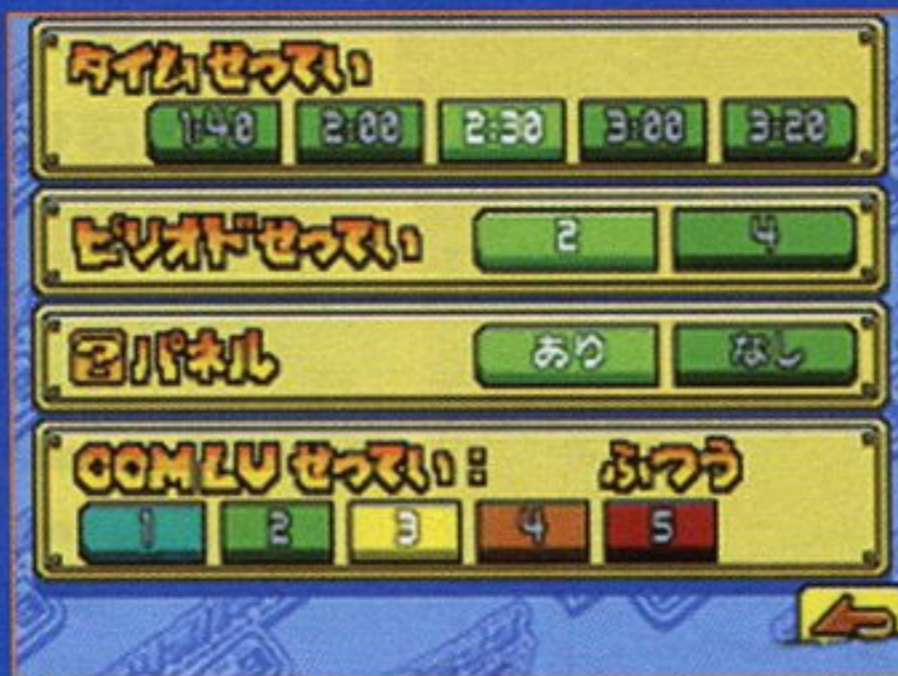 タイムせってい
1:40 2:00 2:30 3:00 3:20
ピリオドせってい 2 4
?パネル あり なし
COM LV せってい: ふつう
1 2 3 4 5